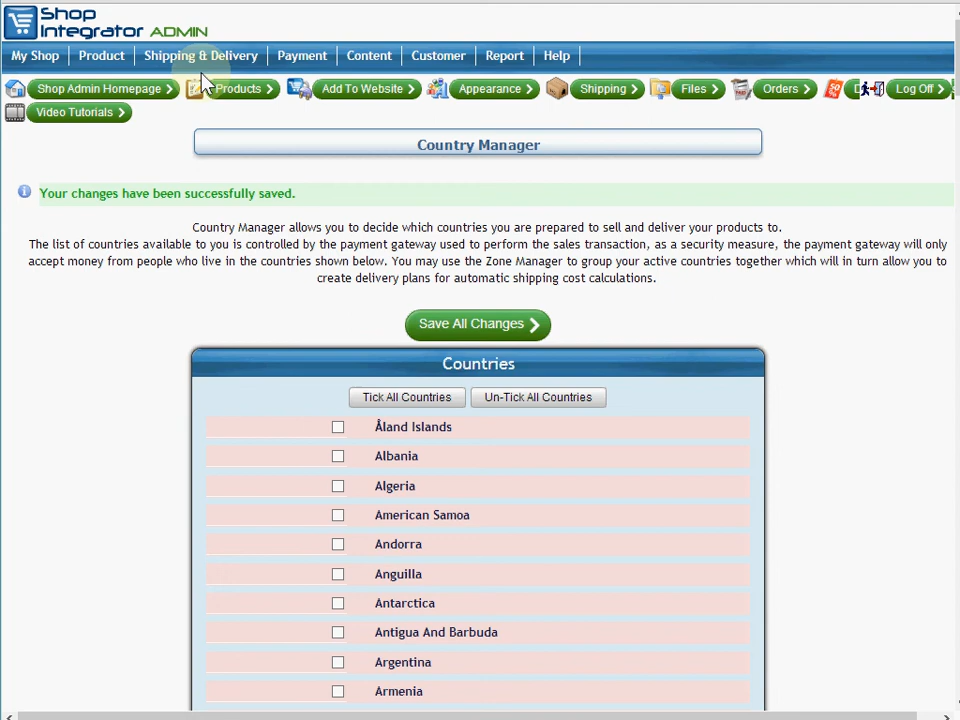 Shop
Integrator ADMIN
My Shop Product Shipping & Delivery Payment Content Customer Report Help
Shop Admin Homepage Products Add To Website Appearance Shipping Files Orders D Log Off
Video Tutorials
Country Manager
Your changes have been successfully saved.
Country Manager allows you to decide which countries you are prepared to sell and deliver your products to.
The list of countries available to you is controlled by the payment gateway used to perform the sales transaction, as a security measure, the payment gateway will only
accept money from people who live in the countries shown below. You may use the Zone Manager to group your active countries together which will in turn allow you to
create delivery plans for automatic shipping cost calculations.
Save All Changes
Countries
Tick All Countries Un-Tick All Countries
Åland Islands
Albania
Algeria
American Samoa
Andorra
Anguilla
Antarctica
Antigua And Barbuda
Argentina
Armenia